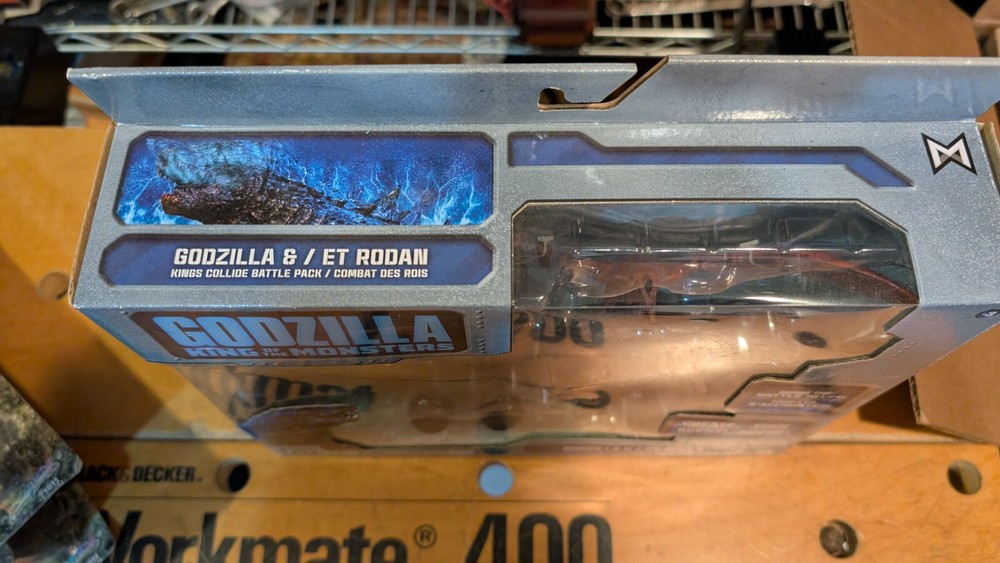 GODZILLA & / ET RODAN
KINGS COLLIDE BATTLE PACK / COMBAT DES ROIS
GODZILLA
KING OF THE MONSTERS
BLACK & DECKER®
Workmate® 400